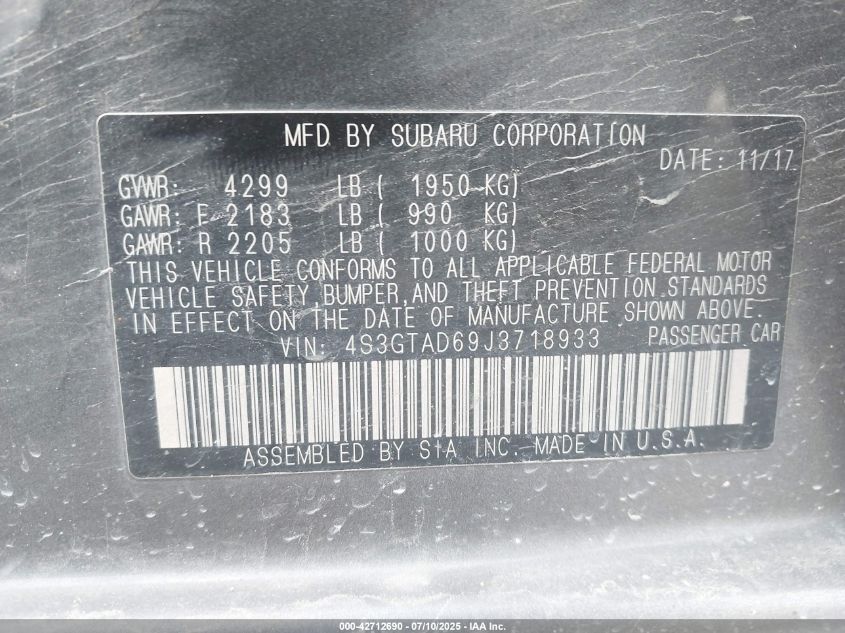 MFD BY SUBARU CORPORATION
DATE: 11/17
GVWR: 4299 LB ( 1950 KG)
GAWR: F 2183 LB ( 990 KG)
GAWR: R 2205 LB ( 1000 KG)
THIS VEHICLE CONFORMS TO ALL APPLICABLE FEDERAL MOTOR
VEHICLE SAFETY,BUMPER,AND THEFT PREVENTION STANDARDS
IN EFFECT ON THE DATE OF MANUFACTURE SHOWN ABOVE.
VIN: 4S3GTAD69J3718933 PASSENGER CAR
ASSEMBLED BY SIA INC. MADE IN U.S.A.
000-42712690 - 07/10/2025 - IAA Inc.